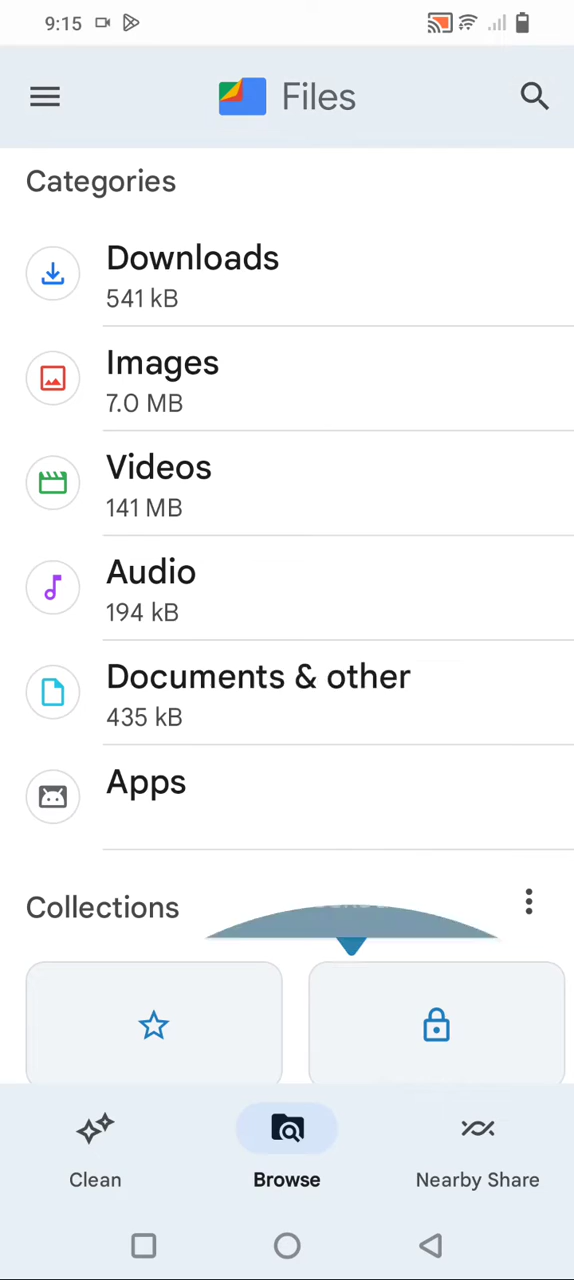 9:15
Files
Categories
Downloads
541 kB
Images
7.0 MB
Videos
141 MB
Audio
194 kB
Documents & other
435 kB
Apps
Collections
Clean
Browse
Nearby Share